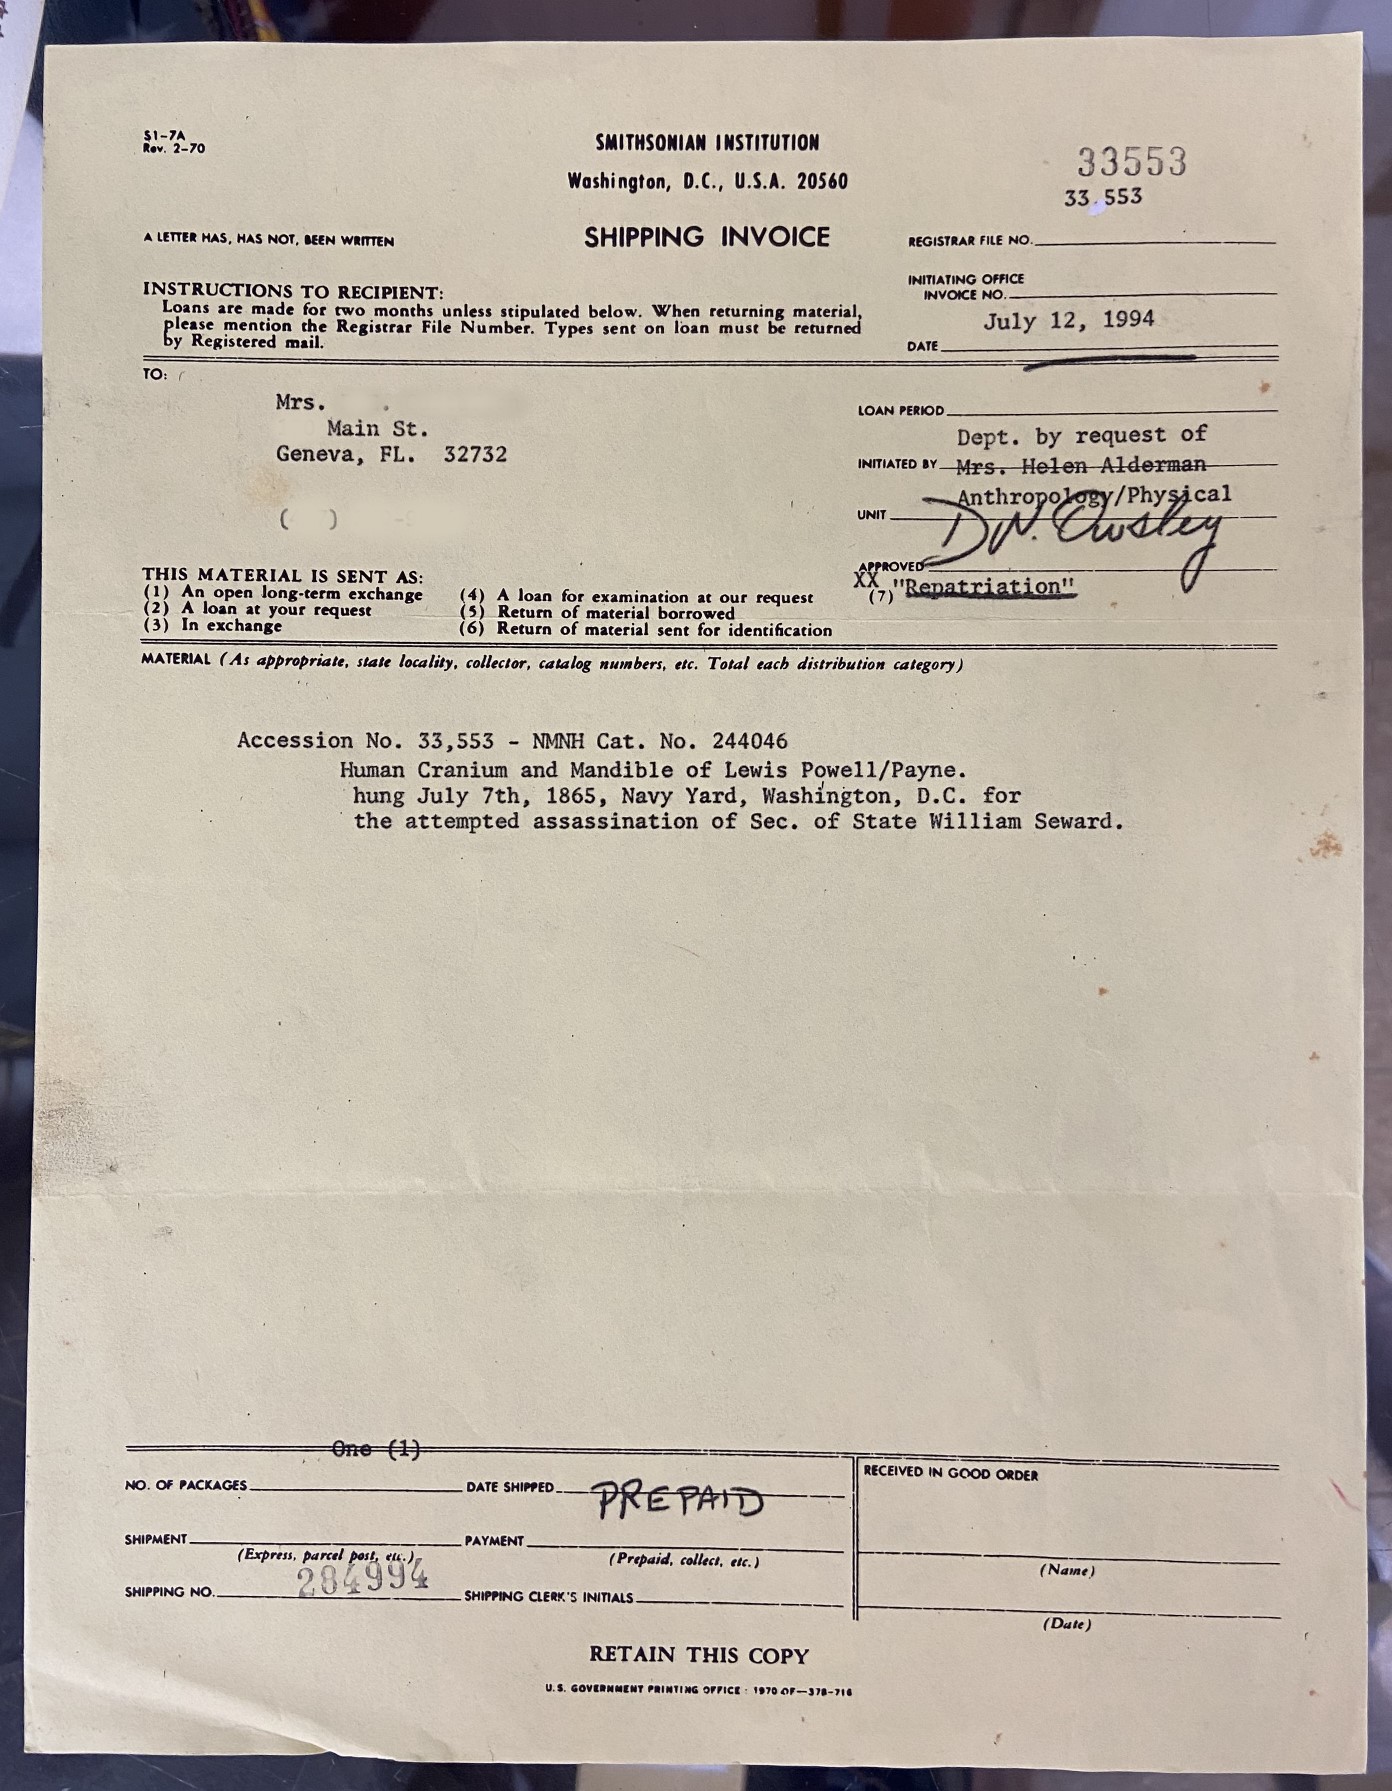 S1-7A
Rev. 2-70
SMITHSONIAN INSTITUTION
Washington, D.C., U.S.A. 20560
33553
33,553
A LETTER HAS, HAS NOT, BEEN WRITTEN
SHIPPING INVOICE
REGISTRAR FILE NO.
INITIATING OFFICE
INVOICE NO.
INSTRUCTIONS TO RECIPIENT:
Loans are made for two months unless stipulated below. When returning material,
please mention the Registrar File Number. Types sent on loan must be returned
by Registered mail.
July 12, 1994
DATE
TO:
Mrs.
Main St.
Geneva, FL. 32732
( )
LOAN PERIOD
Dept. by request of
INITIATED BY Mrs. Helen Alderman
Anthropology/Physical
UNIT
D.N. Owsley
APPROVED
XX (7) "Repatriation"
THIS MATERIAL IS SENT AS:
(1) An open long-term exchange
(2) A loan at your request
(3) In exchange
(4) A loan for examination at our request
(5) Return of material borrowed
(6) Return of material sent for identification
MATERIAL (As appropriate, state locality, collector, catalog numbers, etc. Total each distribution category)
Accession No. 33,553 - NMNH Cat. No. 244046
Human Cranium and Mandible of Lewis Powell/Payne.
hung July 7th, 1865, Navy Yard, Washington, D.C. for
the attempted assassination of Sec. of State William Seward.
One (1)
NO. OF PACKAGES
DATE SHIPPED
PREPAID
SHIPMENT
(Express, parcel post, etc.)
PAYMENT
(Prepaid, collect, etc.)
284994
SHIPPING NO.
SHIPPING CLERK'S INITIALS
RECEIVED IN GOOD ORDER
(Name)
(Date)
RETAIN THIS COPY
U.S. GOVERNMENT PRINTING OFFICE : 1970 OF—378-716